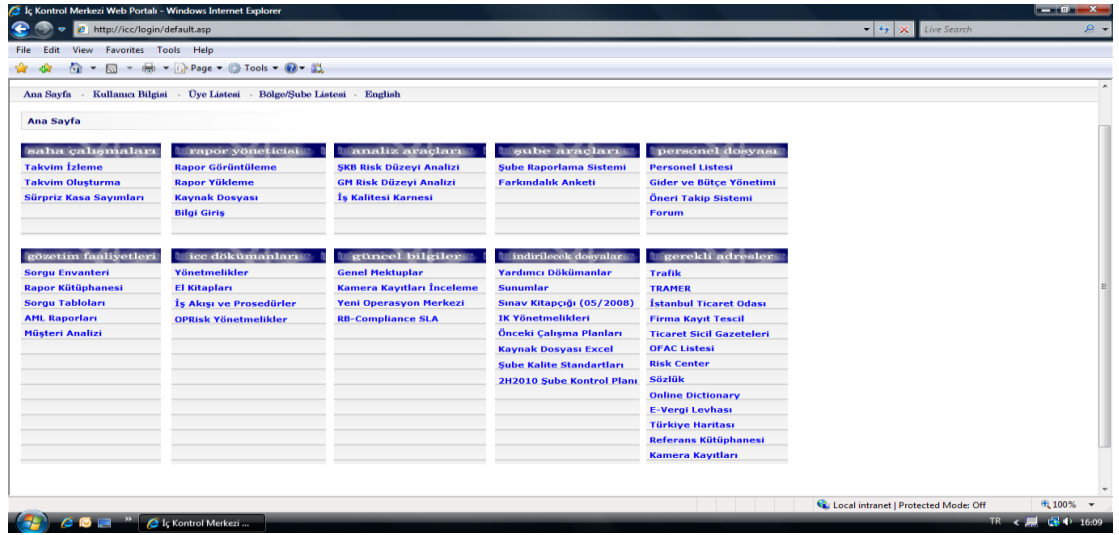 İç Kontrol Merkezi Web Portalı - Windows Internet Explorer
http://icc/login/default.asp
Live Search
File Edit View Favorites Tools Help
Page Tools
Ana Sayfa - Kullanıcı Bilgisi - Üye Listesi - Bölge/Şube Listesi - English
Ana Sayfa
saha çalışmaları rapor yöneticisi analiz araçları şube araçları personel dosyası
Takvim İzleme Rapor Görüntüleme ŞKB Risk Düzeyi Analizi Şube Raporlama Sistemi Personel Listesi
Takvim Oluşturma Rapor Yükleme GM Risk Düzeyi Analizi Farkındalık Anketi Gider ve Bütçe Yönetimi
Sürpriz Kasa Sayımları Kaynak Dosyası İş Kalitesi Karnesi Öneri Takip Sistemi
Bilgi Giriş Forum
gözetim faaliyetleri icc dökümanları güncel bilgiler indirilecek dosyalar gerekli adresler
Sorgu Envanteri Yönetmelikler Genel Mektuplar Yardımcı Dökümanlar Trafik
Rapor Kütüphanesi El Kitapları Kamera Kayıtları İnceleme Sunumlar TRAMER
Sorgu Tabloları İş Akışı ve Prosedürler Yeni Operasyon Merkezi Sınav Kitapçığı (05/2008) İstanbul Ticaret Odası
AML Raporları OPRisk Yönetmelikler RB-Compliance SLA IK Yönetmelikleri Firma Kayıt Tescil
Müşteri Analizi Önceki Çalışma Planları Ticaret Sicil Gazeteleri
Kaynak Dosyası Excel OFAC Listesi
Şube Kalite Standartları Risk Center
2H2010 Şube Kontrol Planı Sözlük
Online Dictionary
E-Vergi Levhası
Türkiye Haritası
Referans Kütüphanesi
Kamera Kayıtları
Local intranet | Protected Mode: Off 100%
İç Kontrol Merkezi ... TR 16:09